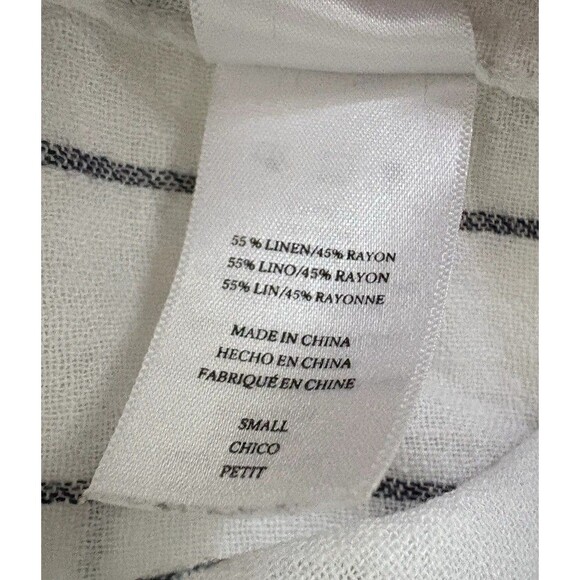 55 % LINEN/45% RAYON
55% LINO/45% RAYON
55% LIN/45% RAYONNE
MADE IN CHINA
HECHO EN CHINA
FABRIQUÉ EN CHINE
SMALL
CHICO
PETIT